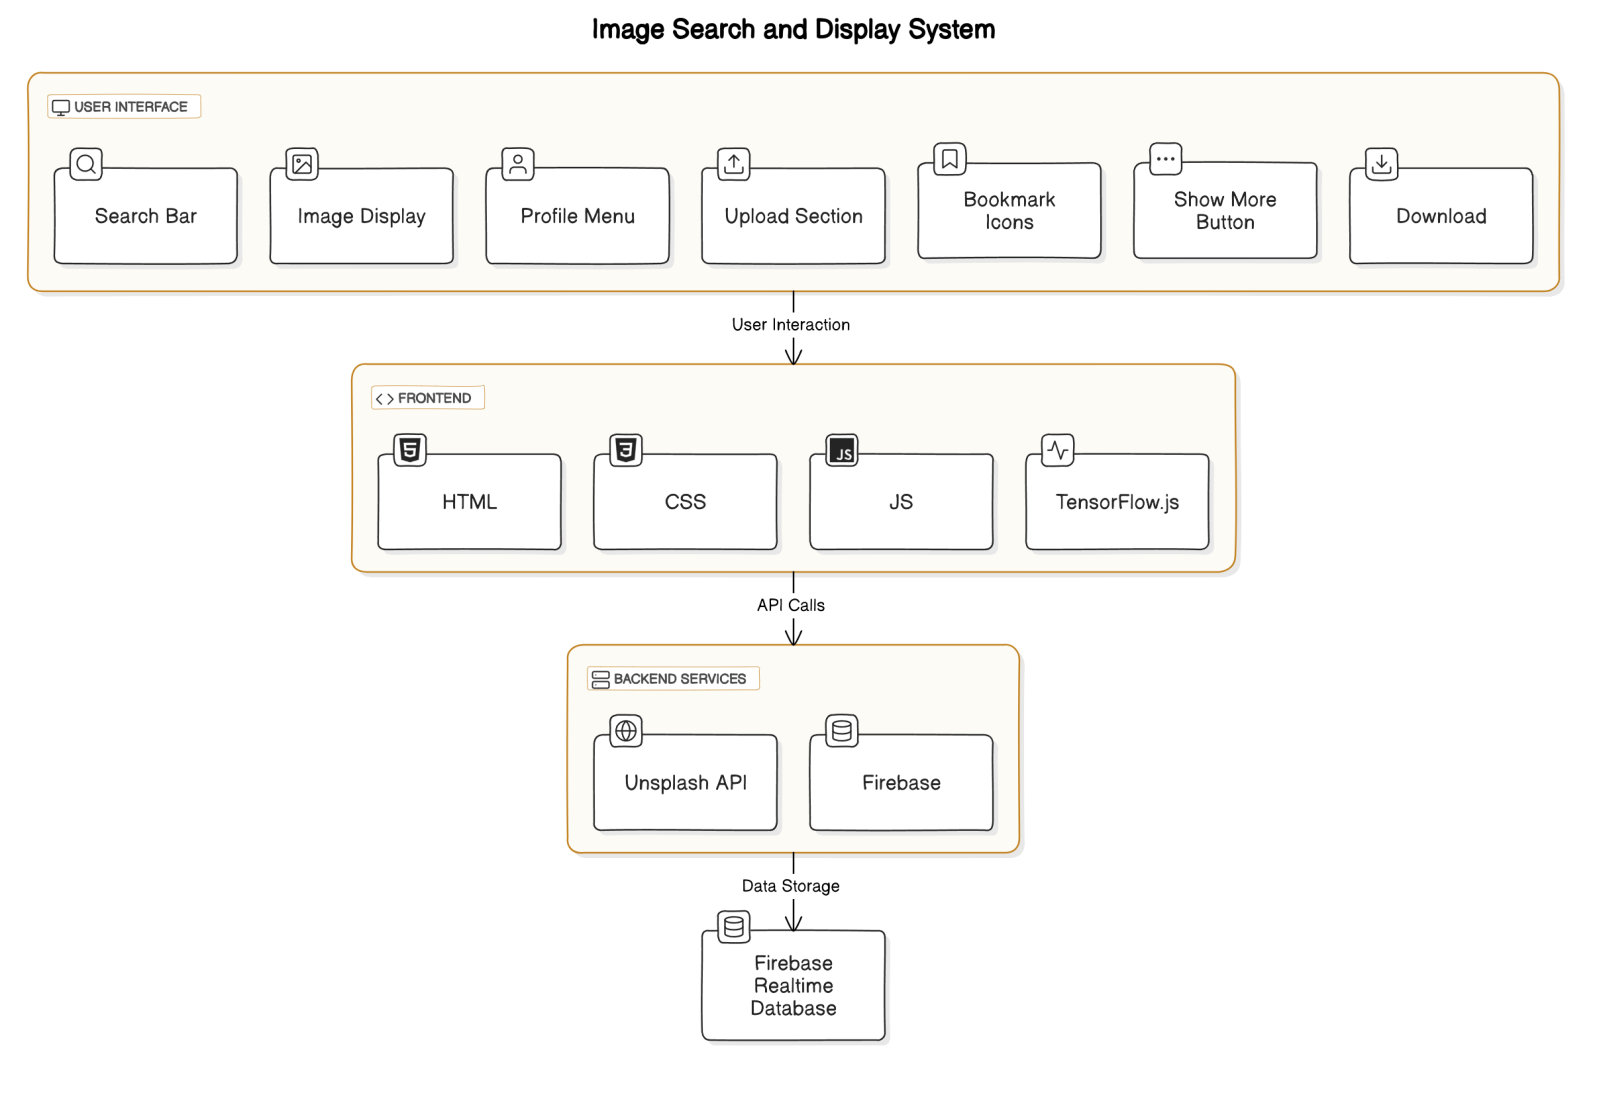 Image Search and Display System
USER INTERFACE
Search Bar
Image Display
Profile Menu
Upload Section
Bookmark
Icons
Show More
Button
Download
User Interaction
FRONTEND
HTML
CSS
JS
JS
TensorFlow.js
API Calls
BACKEND SERVICES
Unsplash API
Firebase
Data Storage
Firebase
Realtime
Database